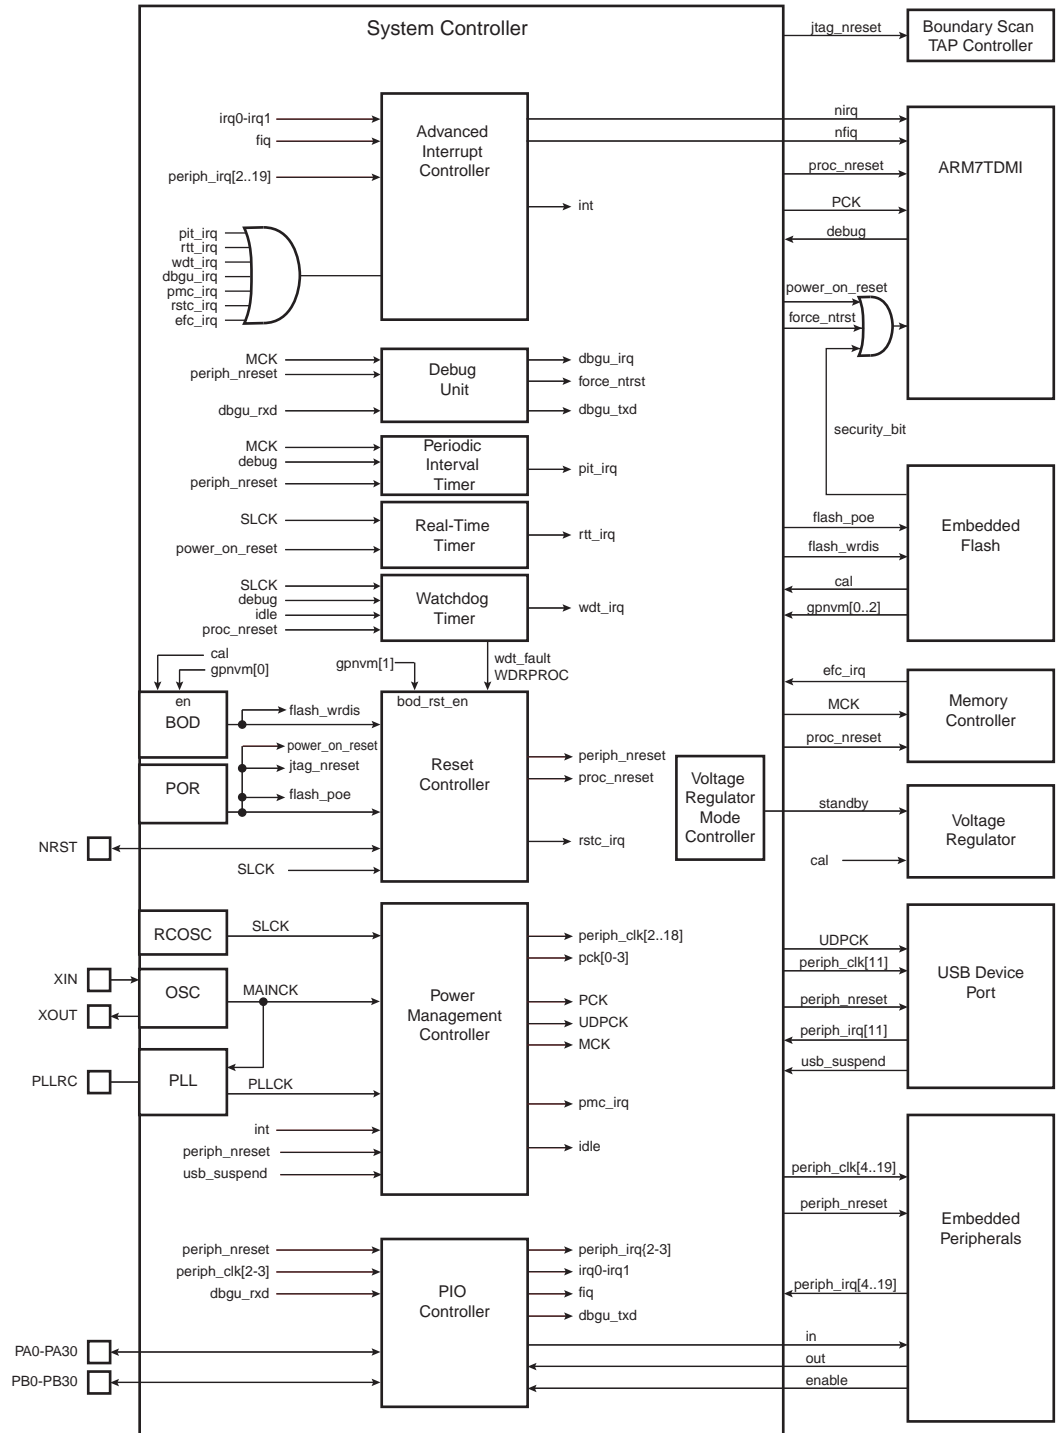 System Controller
jtag_nreset
Boundary Scan
TAP Controller
irq0-irq1
fiq
periph_irq[2..19]
Advanced
Interrupt
Controller
int
nirq
nfiq
proc_nreset
PCK
debug
ARM7TDMI
pit_irq
rtt_irq
wdt_irq
dbgu_irq
pmc_irq
rstc_irq
efc_irq
power_on_reset
force_ntrst
security_bit
MCK
periph_nreset
dbgu_rxd
Debug
Unit
dbgu_irq
force_ntrst
dbgu_txd
MCK
debug
periph_nreset
Periodic
Interval
Timer
pit_irq
SLCK
power_on_reset
Real-Time
Timer
rtt_irq
flash_poe
flash_wrdis
cal
gpnvm[0..2]
Embedded
Flash
SLCK
debug
idle
proc_nreset
Watchdog
Timer
wdt_irq
wdt_fault
WDRPROC
cal
gpnvm[0]
gpnvm[1]
en
BOD
bod_rst_en
flash_wrdis
power_on_reset
jtag_nreset
flash_poe
POR
Reset
Controller
periph_nreset
proc_nreset
rstc_irq
NRST
SLCK
efc_irq
MCK
proc_nreset
Memory
Controller
Voltage
Regulator
Mode
Controller
standby
cal
Voltage
Regulator
RCOSC
SLCK
XIN
OSC
MAINCK
XOUT
PLLRC
PLL
PLLCK
int
periph_nreset
usb_suspend
Power
Management
Controller
periph_clk[2..18]
pck[0-3]
PCK
UDPCK
MCK
pmc_irq
idle
UDPCK
periph_clk[11]
periph_nreset
periph_irq[11]
usb_suspend
USB Device
Port
periph_nreset
periph_clk[2-3]
dbgu_rxd
PIO
Controller
periph_irq{2-3]
irq0-irq1
fiq
dbgu_txd
PA0-PA30
PB0-PB30
periph_clk[4..19]
periph_nreset
periph_irq[4..19]
in
out
enable
Embedded
Peripherals